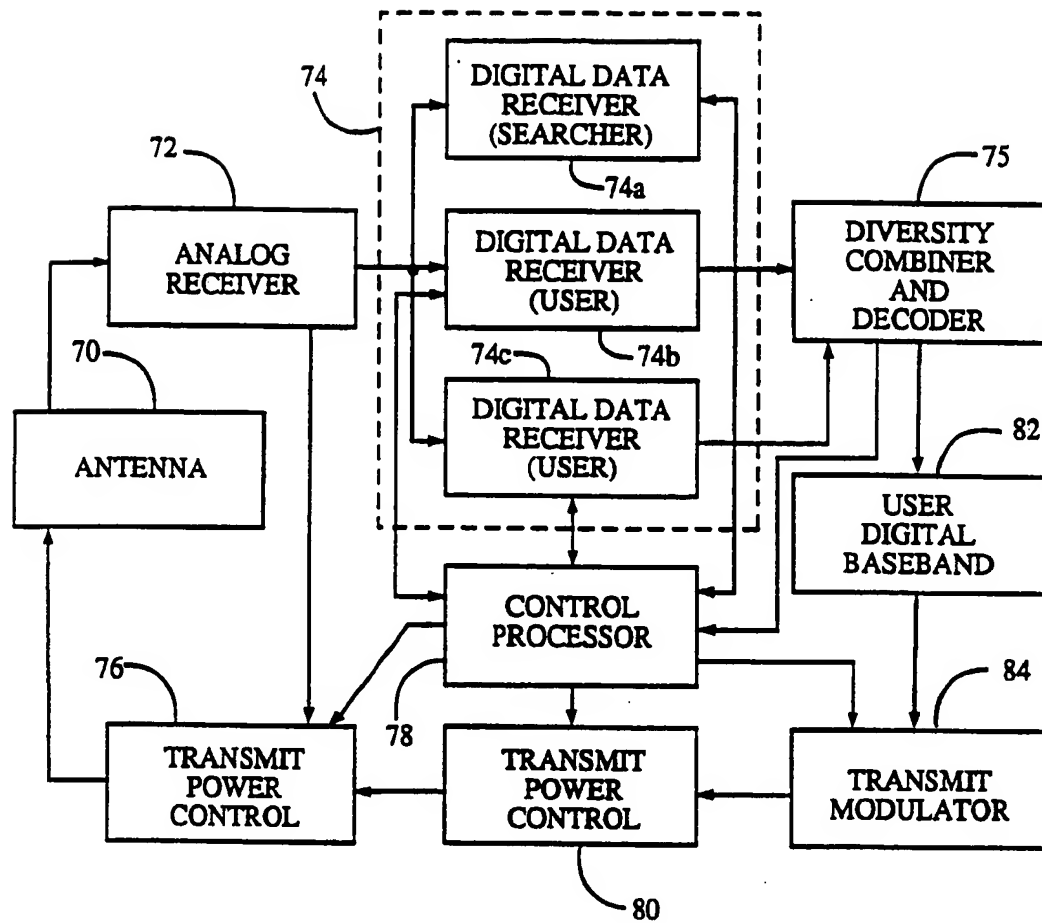 74
DIGITAL DATA
RECEIVER
(SEARCHER)
74a
72
75
ANALOG
RECEIVER
DIGITAL DATA
RECEIVER
(USER)
74b
DIVERSITY
COMBINER
AND
DECODER
70
ANTENNA
74c
DIGITAL DATA
RECEIVER
(USER)
82
USER
DIGITAL
BASEBAND
CONTROL
PROCESSOR
78
76
TRANSMIT
POWER
CONTROL
TRANSMIT
POWER
CONTROL
80
84
TRANSMIT
MODULATOR